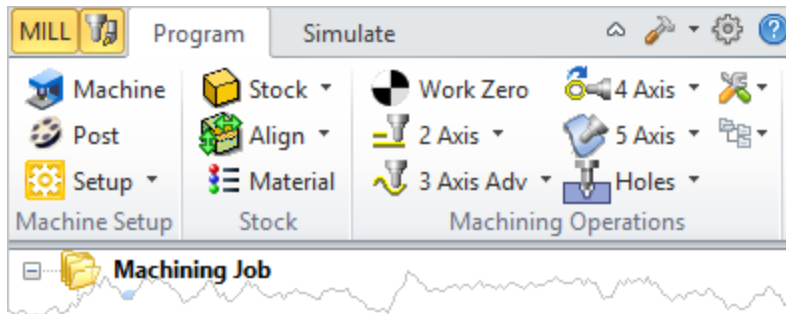 MILL Program Simulate
Machine Stock Work Zero 4 Axis
Post Align 2 Axis 5 Axis
Setup Material 3 Axis Adv Holes
Machine Setup Stock Machining Operations
Machining Job